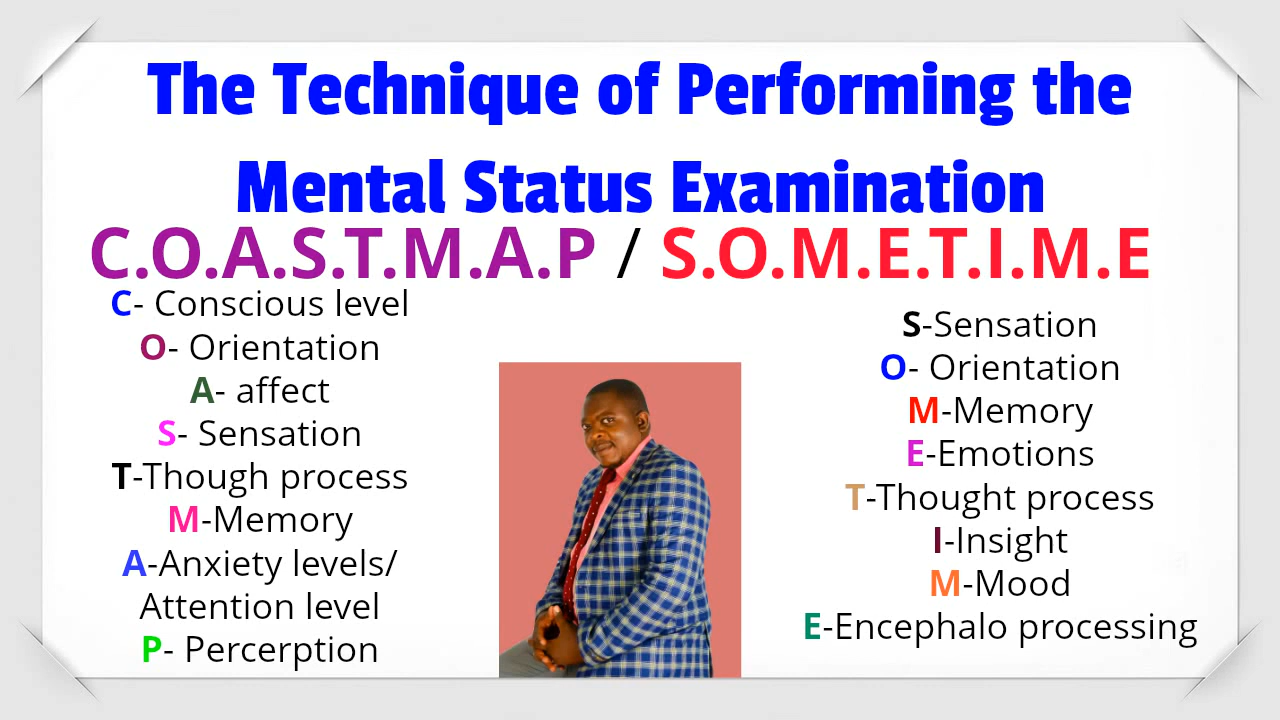 The Technique of Performing the
Mental Status Examination
C.O.A.S.T.M.A.P / S.O.M.E.T.I.M.E
C- Conscious level
O- Orientation
A- affect
S- Sensation
T-Though process
M-Memory
A-Anxiety levels/
Attention level
P- Percerption
S-Sensation
O- Orientation
M-Memory
E-Emotions
T-Thought process
I-Insight
M-Mood
E-Encephalo processing